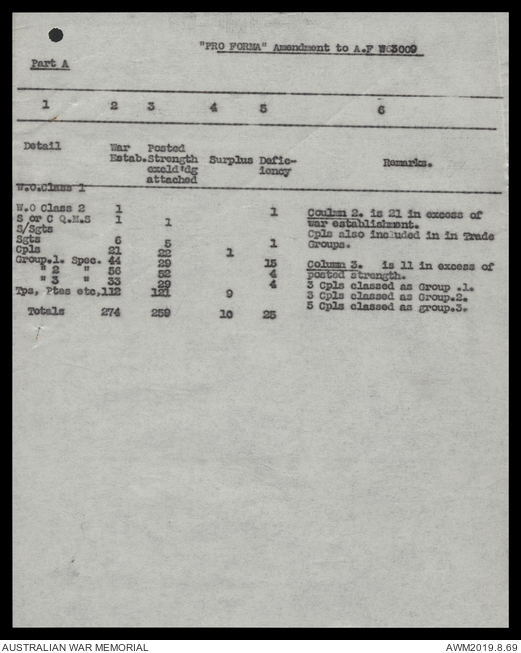 "PRO FORMA" Amendment to A.F W63009
Part A
1 2 3 4 5 6
Detail War Estab. Posted Strength excld'dg attached Surplus Defic-iency Remarks.
W.O.Class 1
W.O Class 2 1 1
S or C Q.M.S 1 1
S/Sgts
Sgts 6 5 1
Cpls 21 22 1
Group.1. Spec. 44 29 15
" 2 " 56 52 4
" 3 " 33 29 4
Tps, Ptes etc, 112 121 9
Totals 274 259 10 25
Coulmn 2. is 21 in excess of
war establishment.
Cpls also included in in Trade
Groups.
Column 3. is 11 in excess of
posted strength.
3 Cpls classed as Group .1.
3 Cpls classed as Group.2.
5 Cpls classed as group.3.
AUSTRALIAN WAR MEMORIAL
AWM2019.8.69